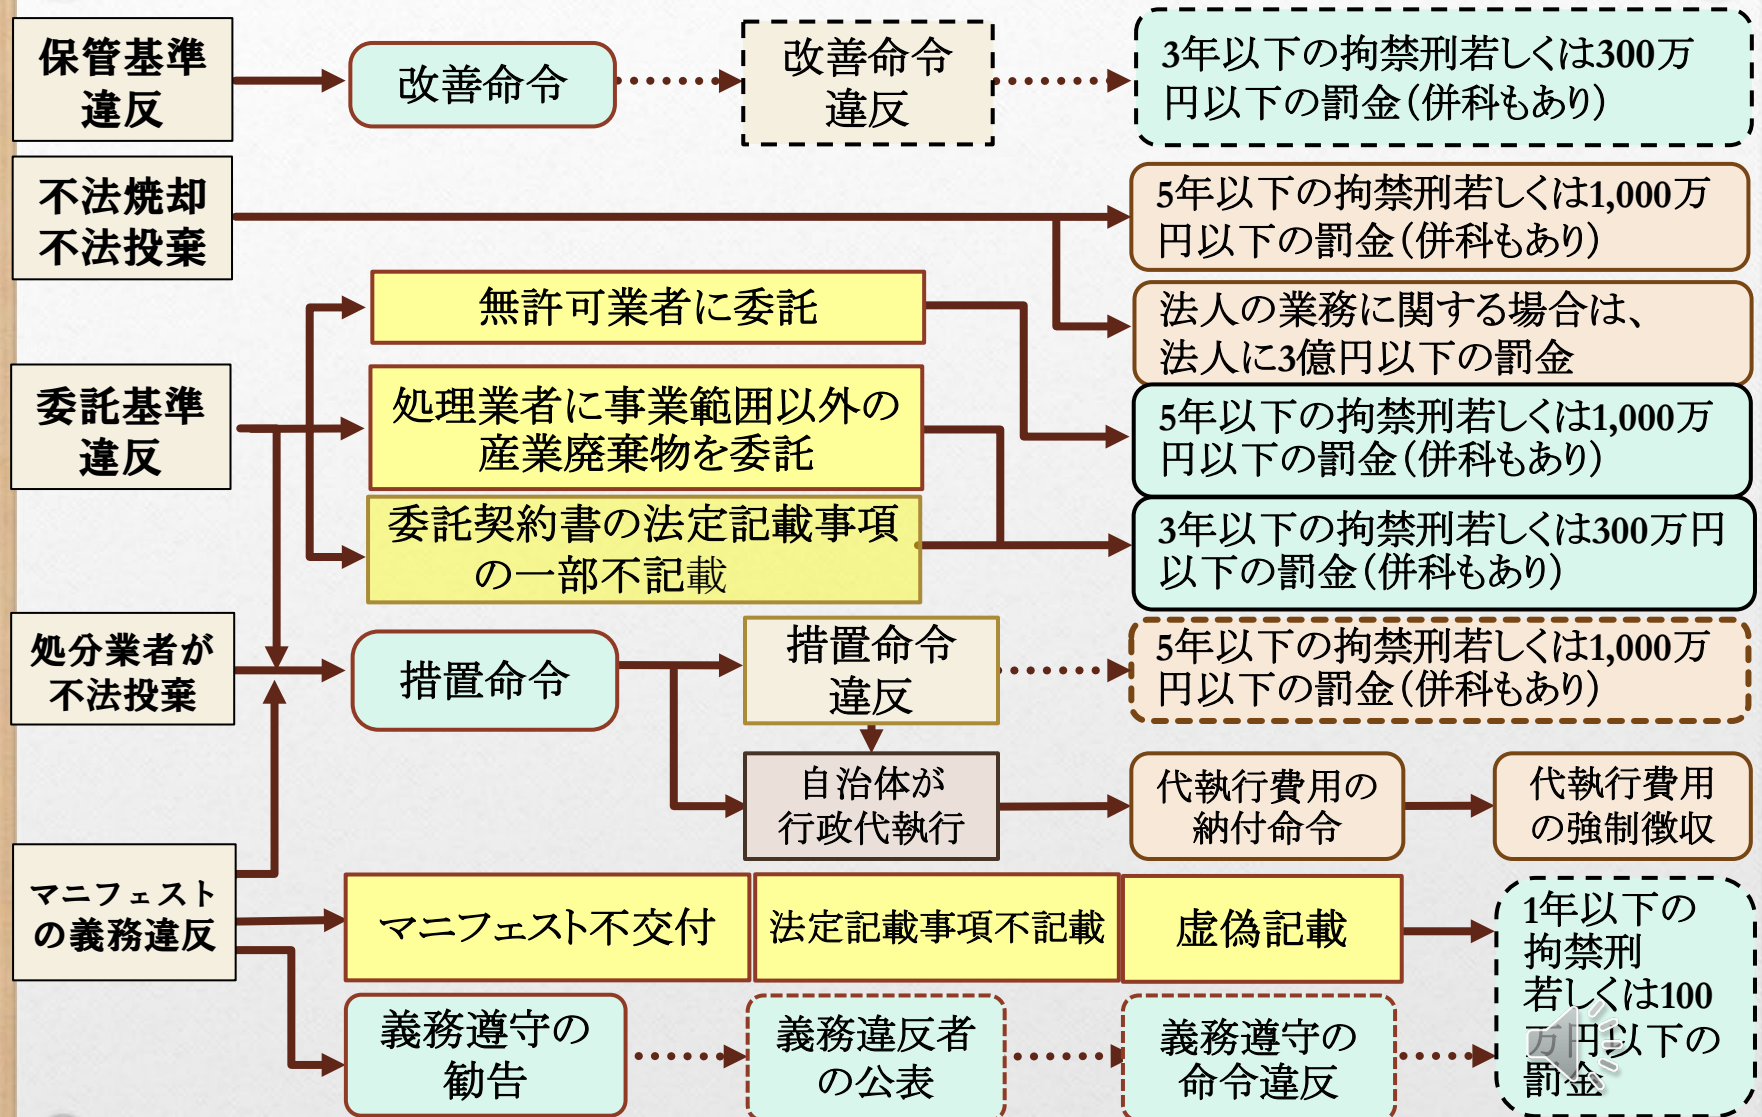 保管基準
違反
改善命令
改善命令
違反
3年以下の拘禁刑若しくは300万
円以下の罰金（併科もあり）
不法焼却
不法投棄
5年以下の拘禁刑若しくは1,000万
円以下の罰金（併科もあり）
法人の業務に関する場合は、
法人に3億円以下の罰金
委託基準
違反
無許可業者に委託
5年以下の拘禁刑若しくは1,000万
円以下の罰金（併科もあり）
処理業者に事業範囲以外の
産業廃棄物を委託
委託契約書の法定記載事項
の一部不記載
3年以下の拘禁刑若しくは300万円
以下の罰金（併科もあり）
処分業者が
不法投棄
措置命令
措置命令
違反
5年以下の拘禁刑若しくは1,000万
円以下の罰金（併科もあり）
自治体が
行政代執行
代執行費用の
納付命令
代執行費用
の強制徴収
マニフェスト
の義務違反
マニフェスト不交付
法定記載事項不記載
虚偽記載
1年以下の
拘禁刑
若しくは100
万円以下の
罰金
義務遵守の
勧告
義務違反者
の公表
義務遵守の
命令違反